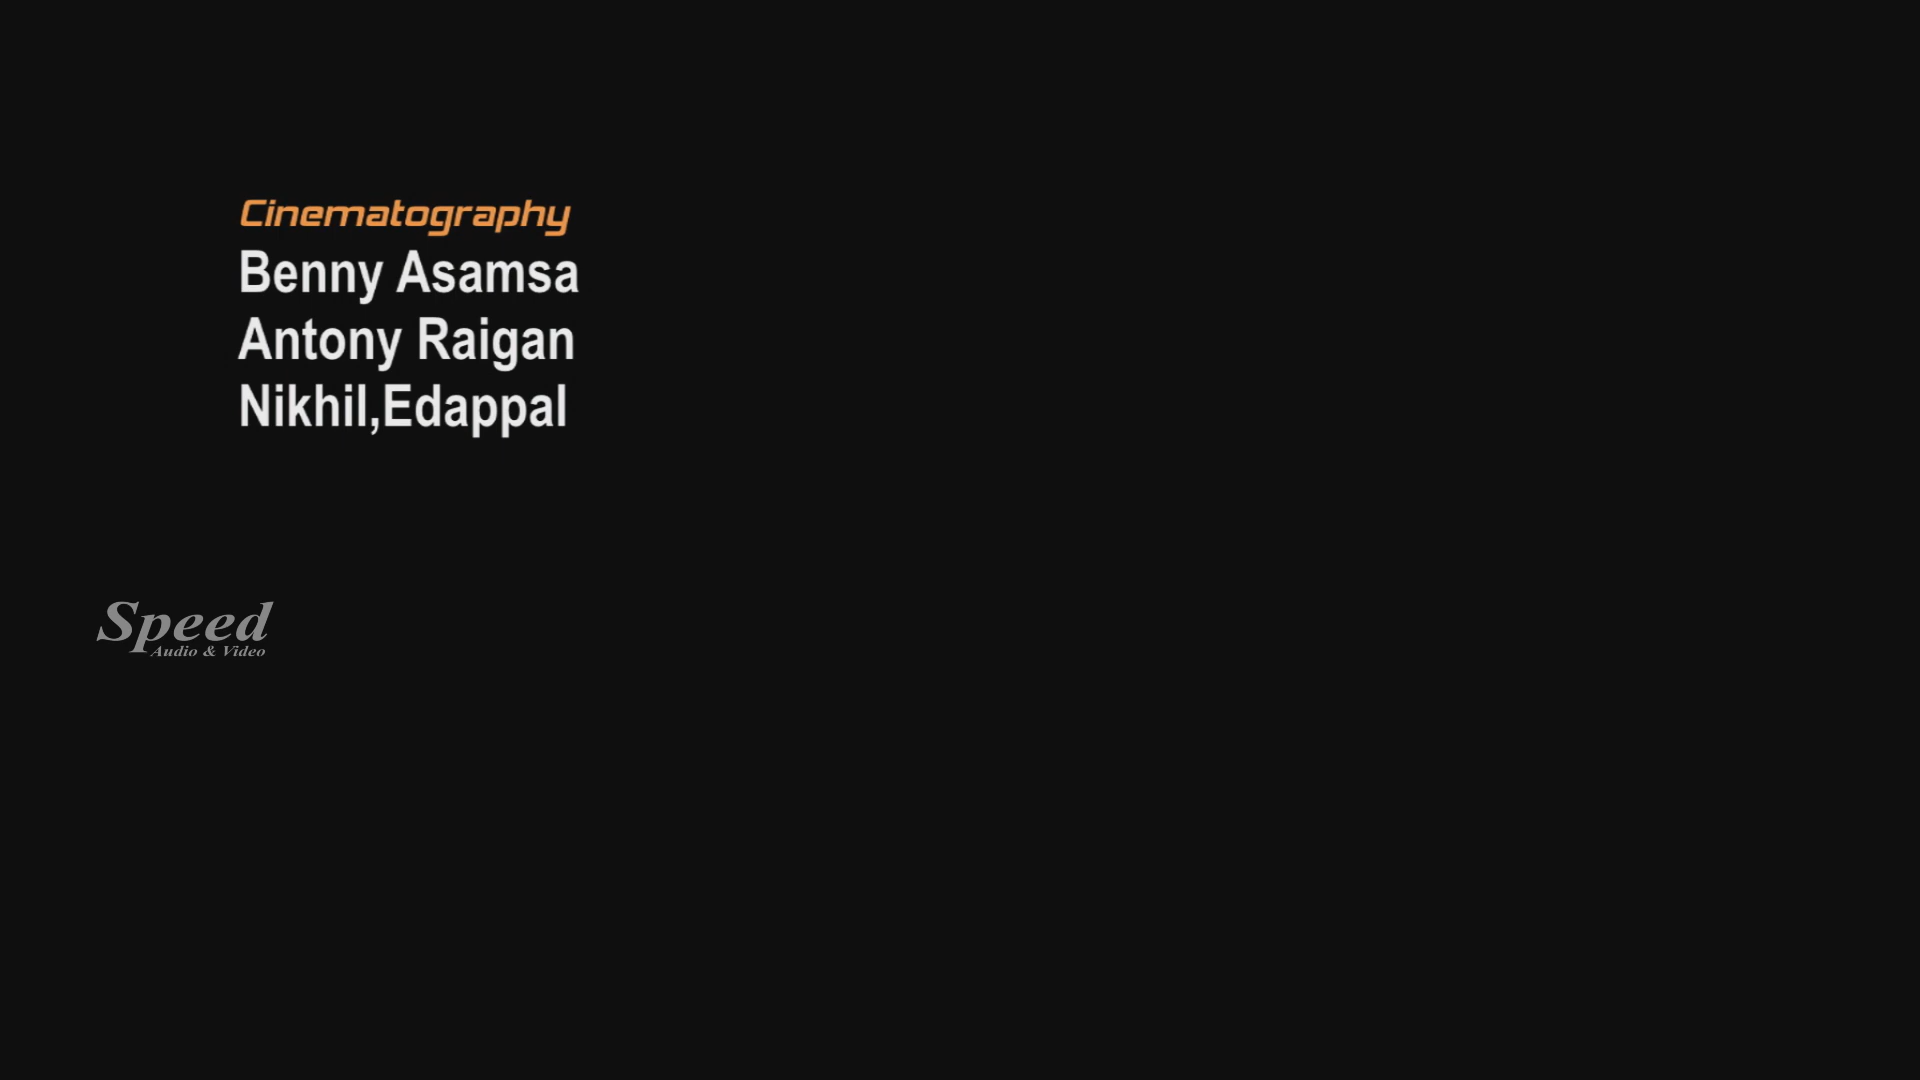 Cinematography
Benny Asamsa
Antony Raigan
Nikhil,Edappal
Speed
Audio & Video